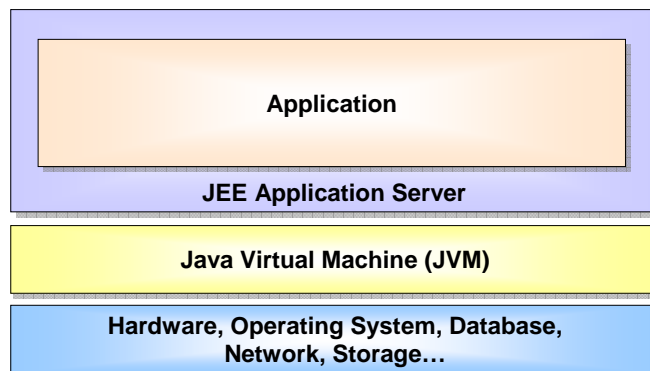 Application
JEE Application Server
Java Virtual Machine (JVM)
Hardware, Operating System, Database,
Network, Storage…